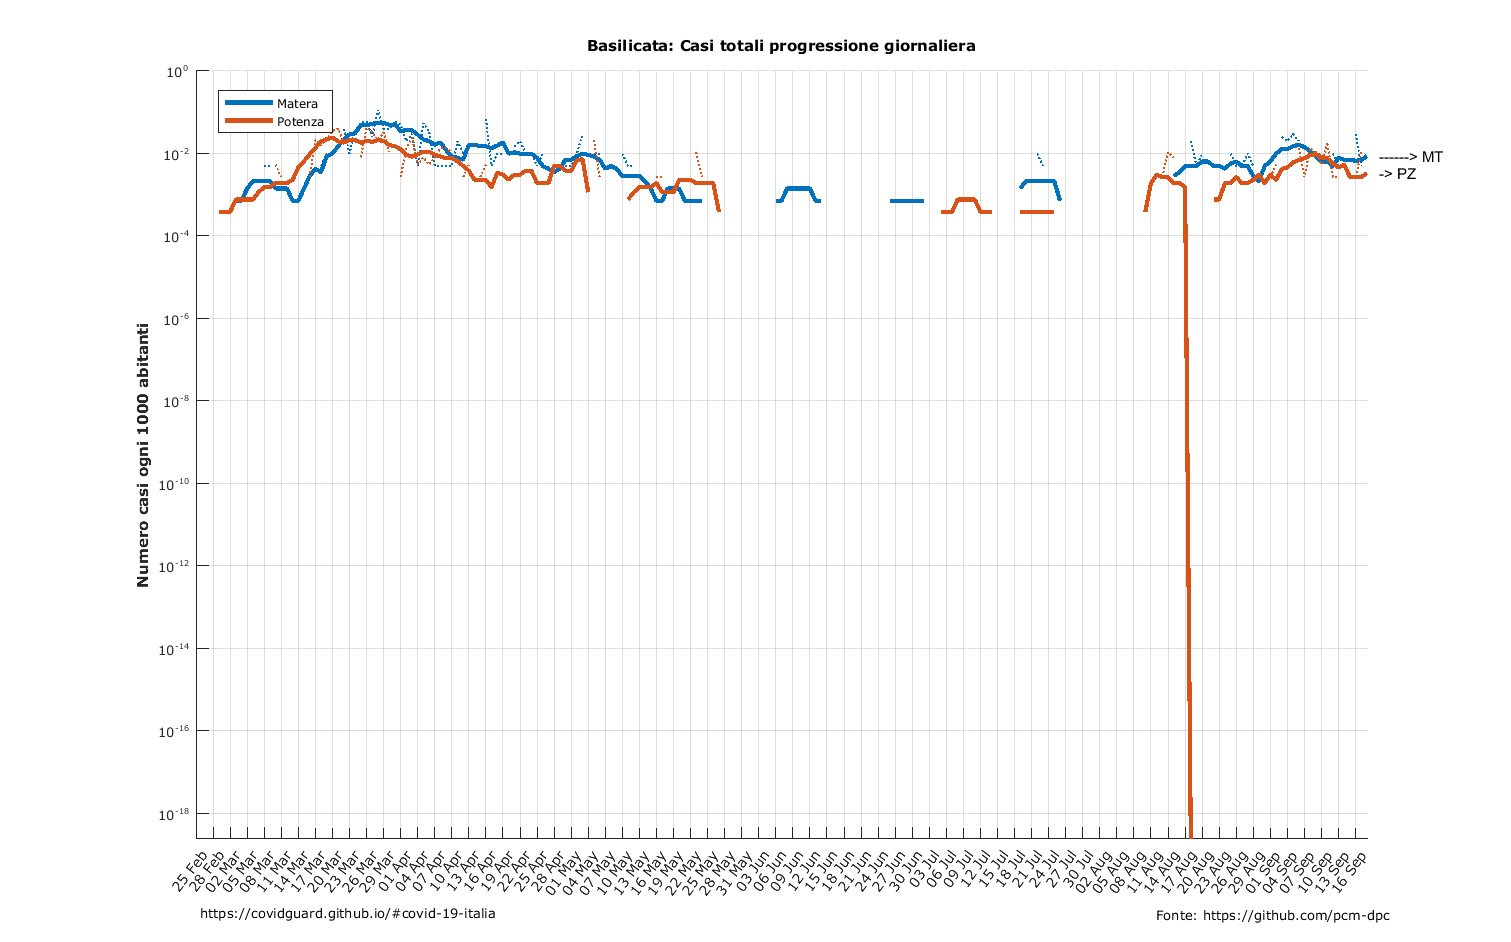 Basilicata: Casi totali progressione giornaliera
Matera
Potenza
Numero casi ogni 1000 abitanti
10^0
10^-2
10^-4
10^-6
10^-8
10^-10
10^-12
10^-14
10^-16
10^-18
------> MT
-> PZ
25 Feb
28 Feb
02 Mar
05 Mar
08 Mar
11 Mar
14 Mar
17 Mar
20 Mar
23 Mar
26 Mar
29 Mar
01 Apr
04 Apr
07 Apr
10 Apr
13 Apr
16 Apr
19 Apr
22 Apr
25 Apr
28 Apr
01 May
04 May
07 May
10 May
13 May
16 May
19 May
22 May
25 May
28 May
31 May
03 Jun
06 Jun
09 Jun
12 Jun
15 Jun
18 Jun
21 Jun
24 Jun
27 Jun
30 Jun
03 Jul
06 Jul
09 Jul
12 Jul
15 Jul
18 Jul
21 Jul
24 Jul
27 Jul
30 Jul
02 Aug
05 Aug
08 Aug
11 Aug
14 Aug
17 Aug
20 Aug
23 Aug
26 Aug
29 Aug
01 Sep
04 Sep
07 Sep
10 Sep
13 Sep
16 Sep
https://covidguard.github.io/#covid-19-italia
Fonte: https://github.com/pcm-dpc